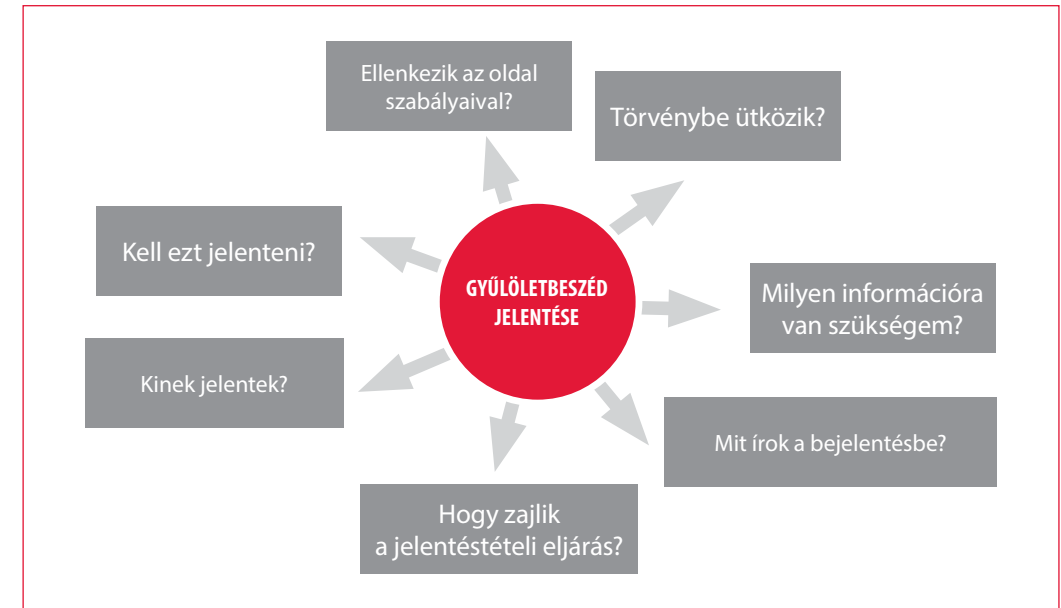 Ellenkezik az oldal
szabályaival?
Törvénybe ütközik?
Kell ezt jelenteni?
GYŰLÖLETBESZÉD
JELENTÉSE
Milyen információra
van szükségem?
Kinek jelentek?
Mit írok a bejelentésbe?
Hogy zajlik
a jelentéstételi eljárás?